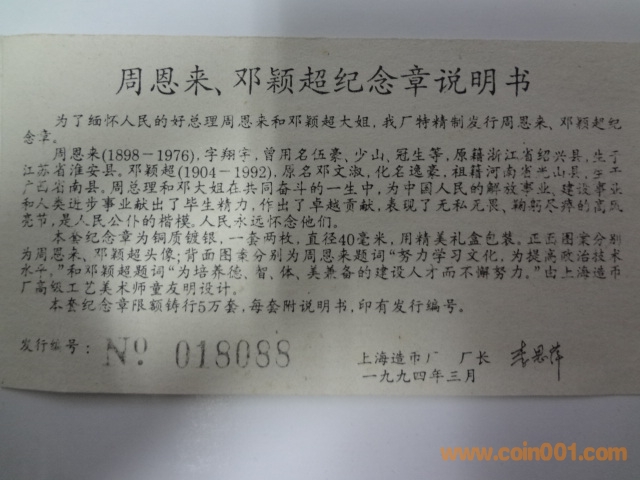 周恩来、邓颖超纪念章说明书
为了缅怀人民的好总理周恩来和邓颖超大姐，我厂特精制发行周恩来、邓颖超纪
念章。
周恩来(1898－1976)，字翔宇，曾用名伍豪、少山、冠生等，原籍浙江省绍兴县，生于
江苏省淮安县。邓颖超(1904－1992)，原名邓文淑，化名逸豪，祖籍河南省光山县，生于
广西省南县。周总理和邓大姐在共同奋斗的一生中，为中国人民的解放事业、建设事业
和人类进步事业献出了毕生精力，作出了卓越贡献，表现了无私无畏、鞠躬尽瘁的高风
亮节，是人民公仆的楷模。人民永远怀念他们。
本套纪念章为铜质镀银，一套两枚，直径40毫米，用精美礼盒包装。正面图案分别
为周恩来、邓颖超头像；背面图案分别为周恩来题词“努力学习文化，为提高政治技术
水平。”和邓颖超题词“为培养德、智、体、美兼备的建设人才而不懈努力。”由上海造币
厂高级工艺美术师童友明设计。
本套纪念章限额铸行5万套，每套附说明书，印有发行编号。
发行编号：№ 018088
上海造币厂 厂长
一九九四年三月
www.coin001.com